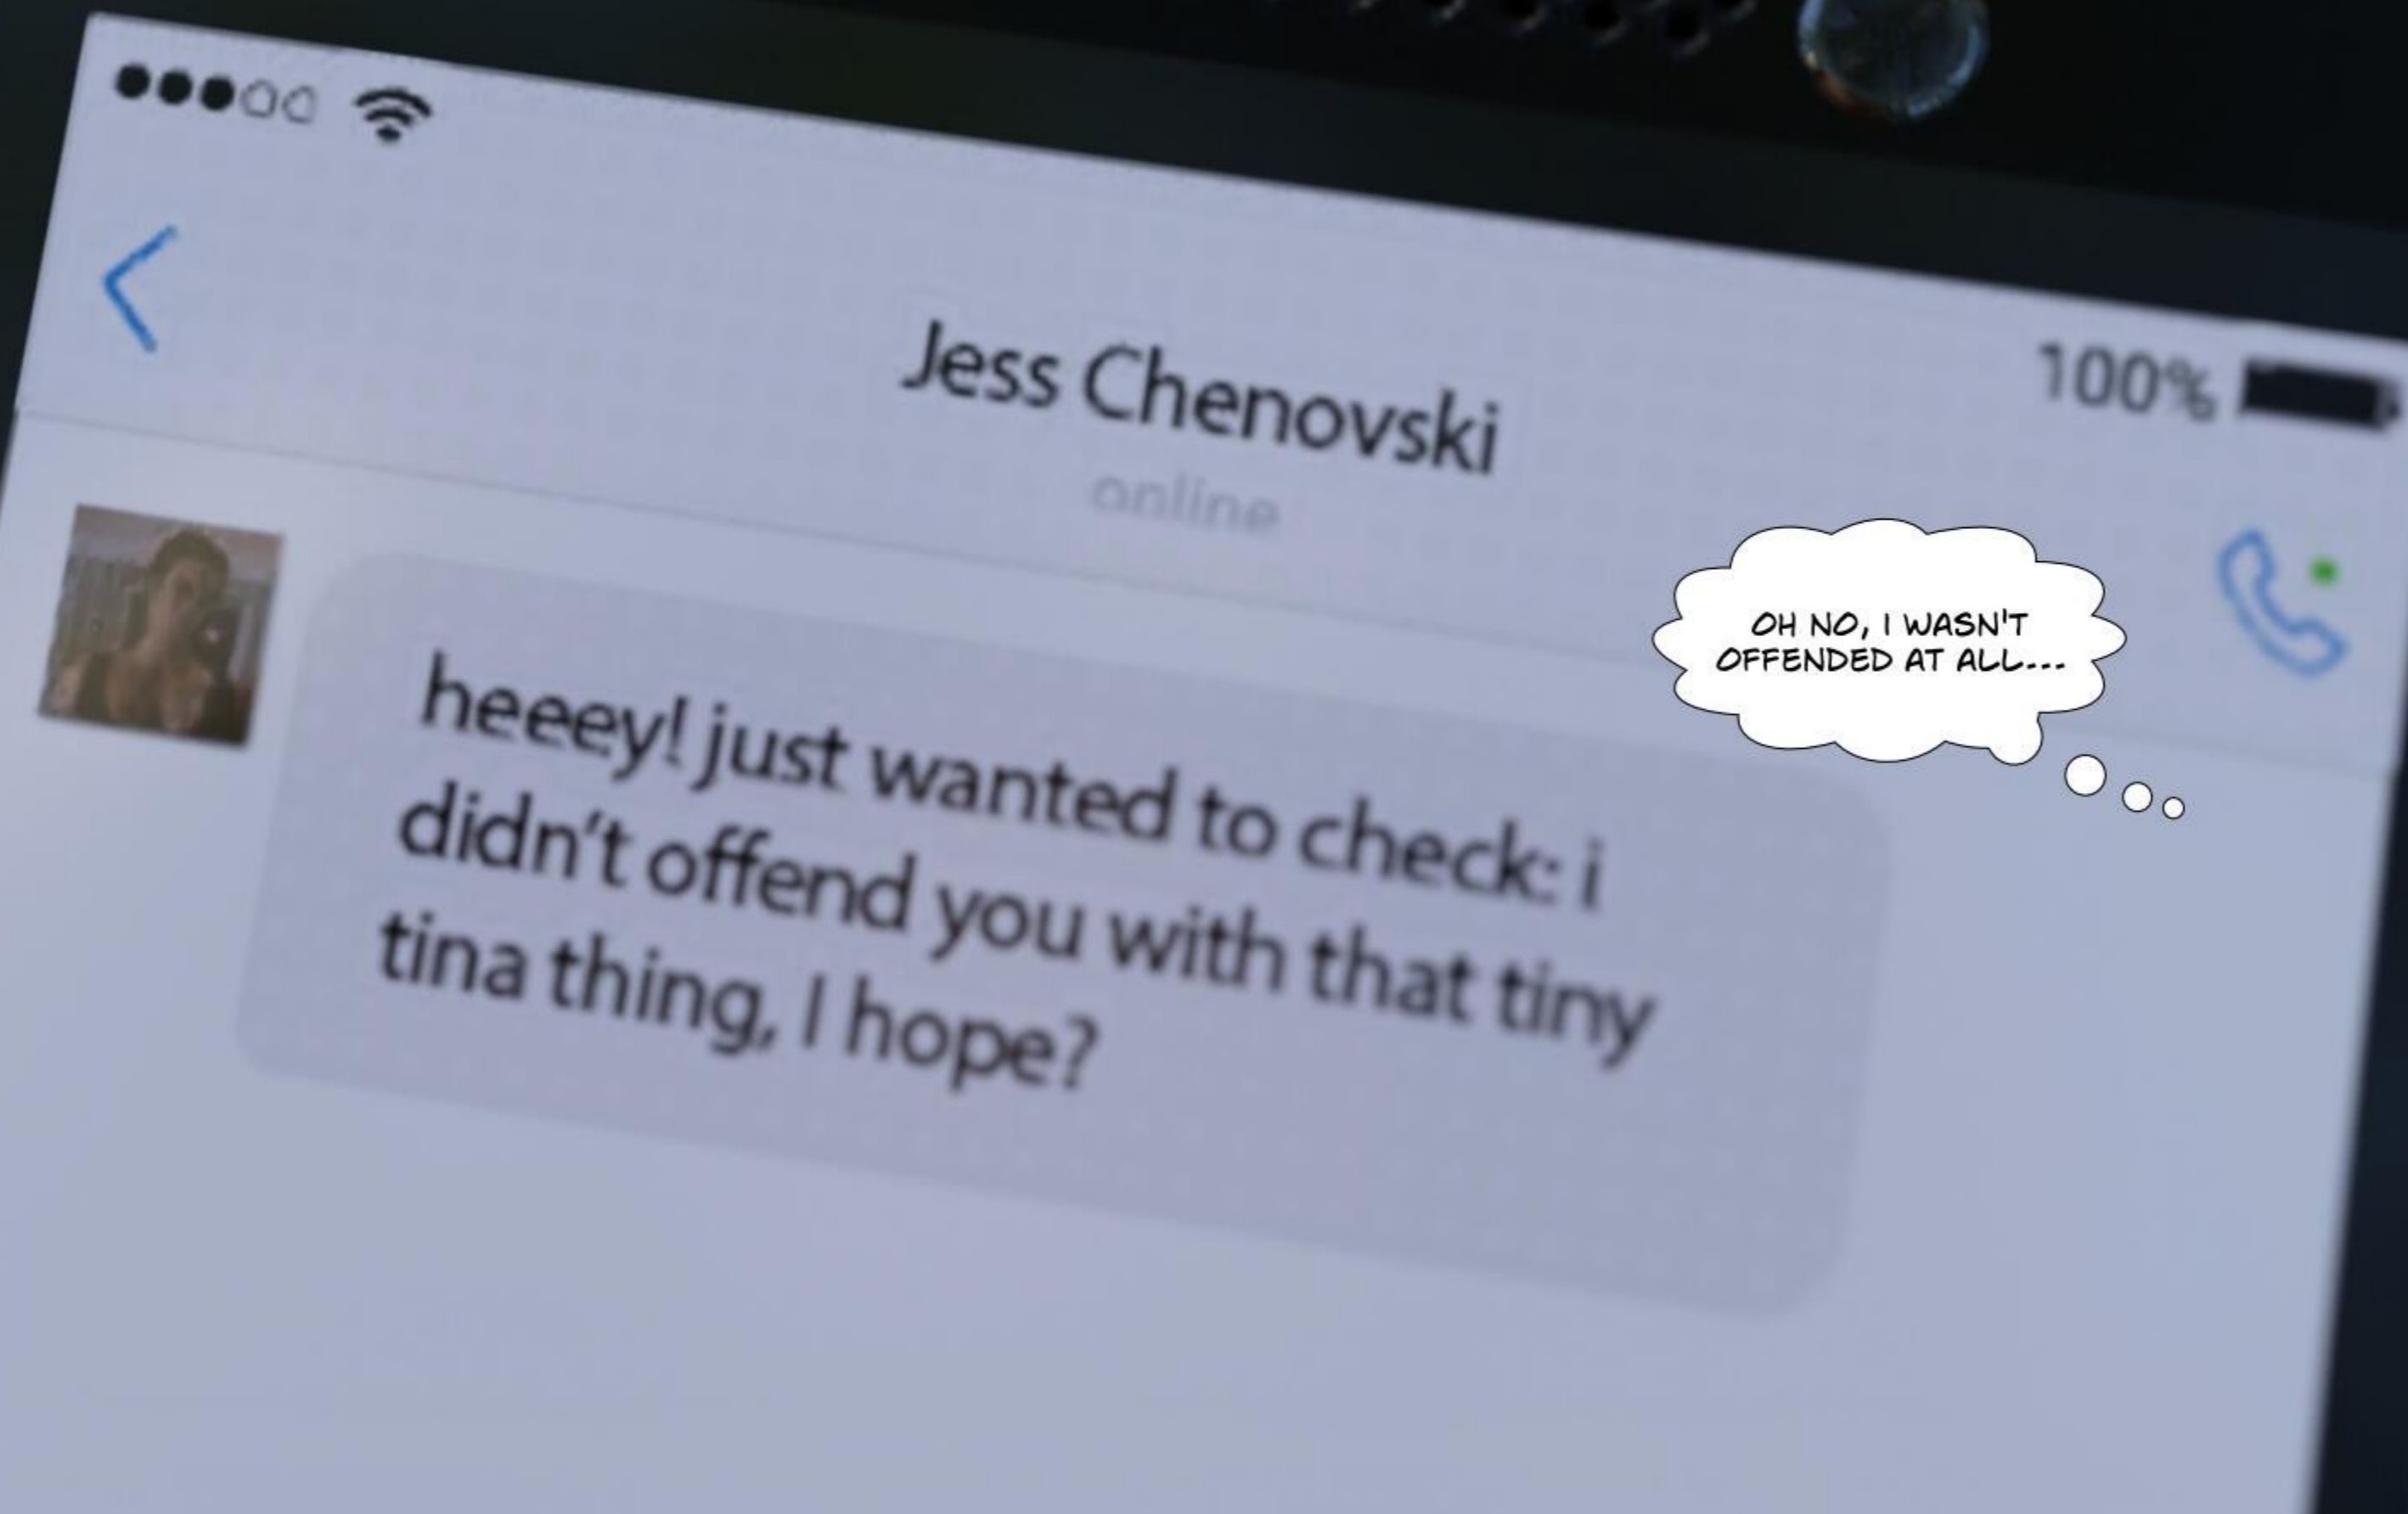 Jess Chenovski
100%
online
OH NO, I WASN'T
OFFENDED AT ALL...
heeey! just wanted to check: i
didn't offend you with that tiny
tina thing, I hope?